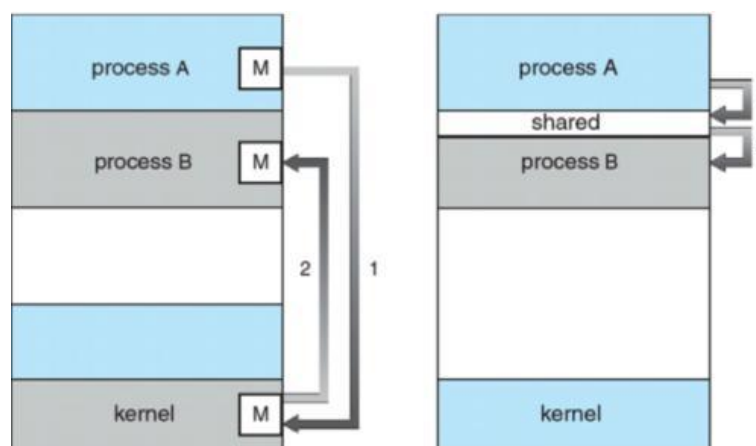 process A
M
process B
M
2
1
kernel
M
process A
shared
process B
kernel